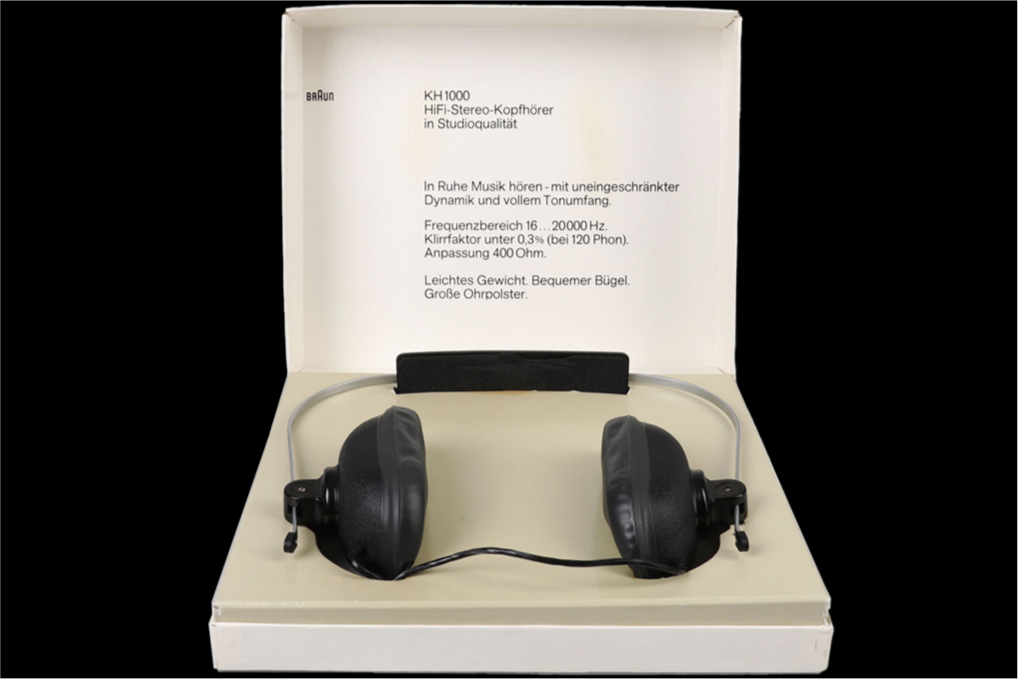 BRAUN
KH 1000
HiFi-Stereo-Kopfhörer
in Studioqualität
In Ruhe Musik hören - mit uneingeschränkter
Dynamik und vollem Tonumfang.
Frequenzbereich 16...20000 Hz.
Klirrfaktor unter 0,3% (bei 120 Phon).
Anpassung 400 Ohm.
Leichtes Gewicht. Bequemer Bügel.
Große Ohrpolster.